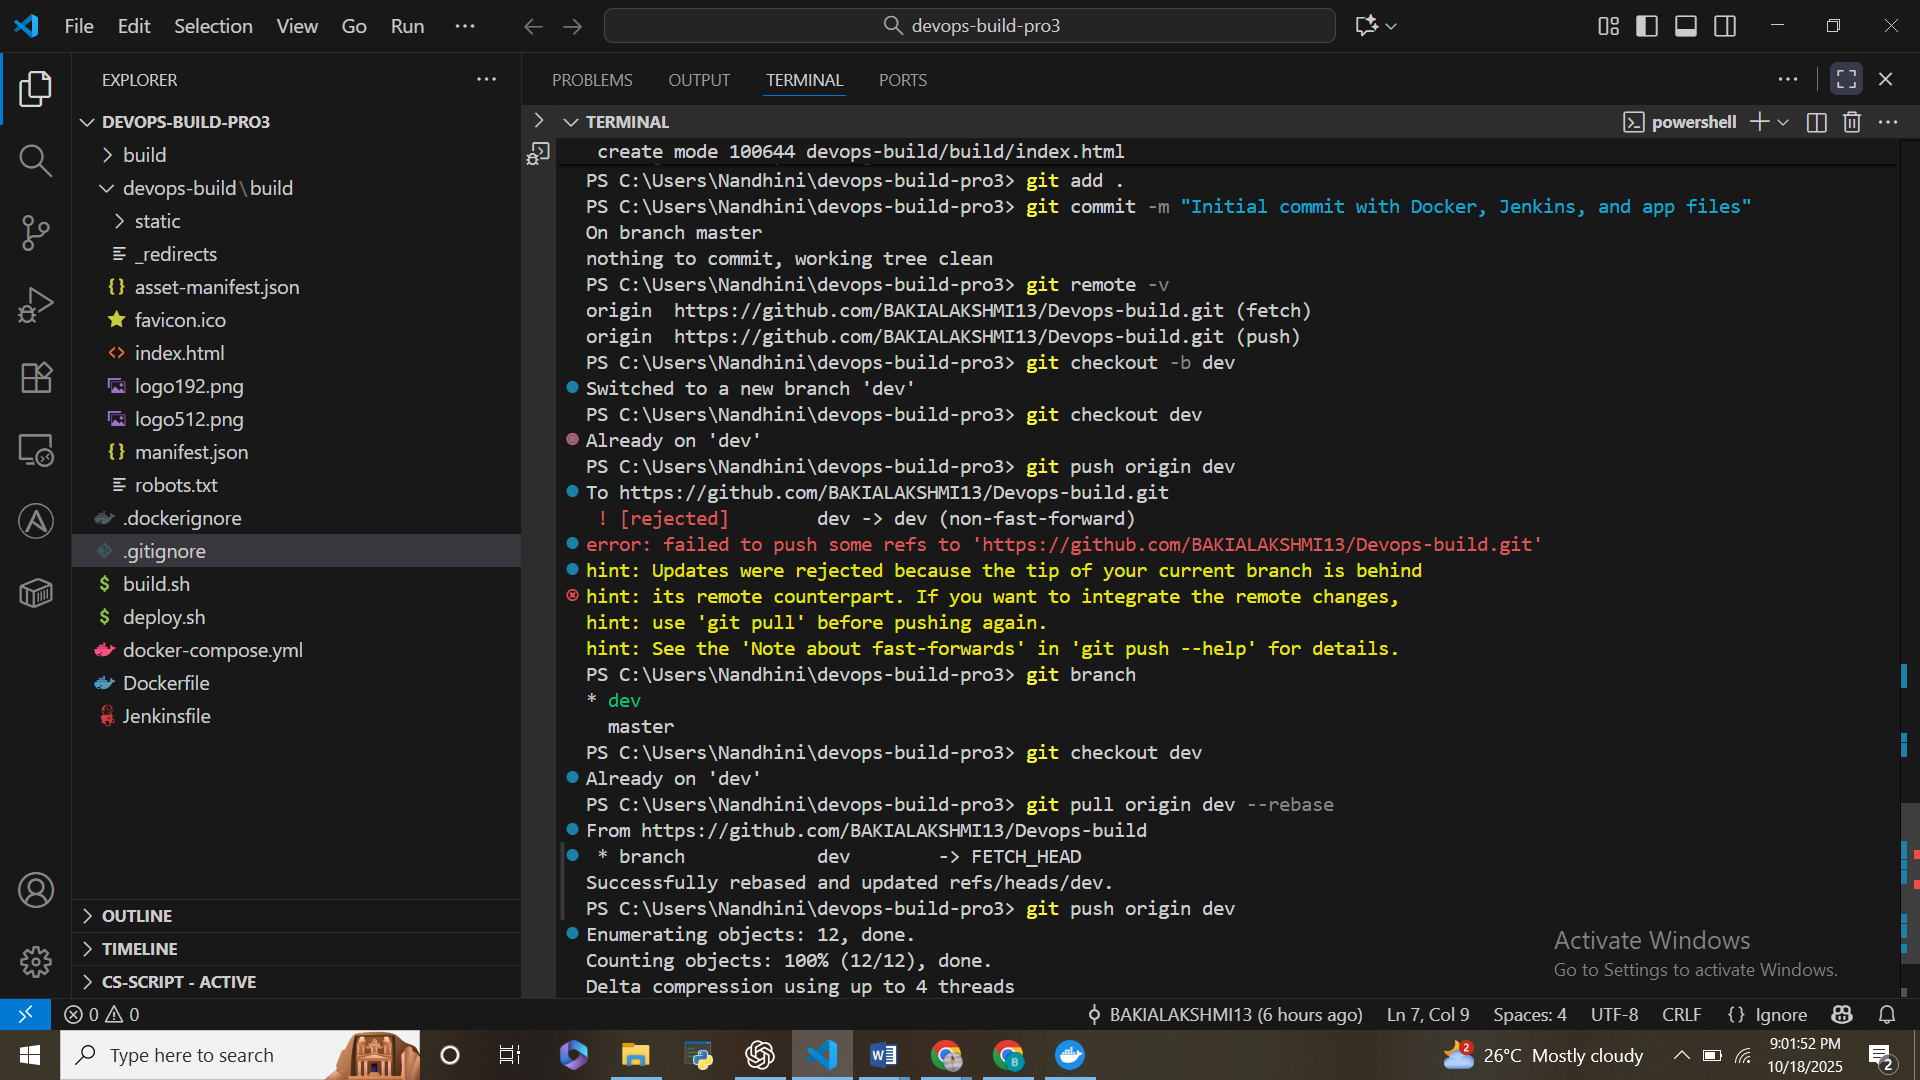 File Edit Selection View Go Run
devops-build-pro3
EXPLORER
DEVOPS-BUILD-PRO3
build
devops-build\build
static
_redirects
asset-manifest.json
favicon.ico
index.html
logo192.png
logo512.png
manifest.json
robots.txt
.dockerignore
.gitignore
build.sh
deploy.sh
docker-compose.yml
Dockerfile
Jenkinsfile
OUTLINE
TIMELINE
CS-SCRIPT - ACTIVE
PROBLEMS OUTPUT TERMINAL PORTS
TERMINAL
powershell
create mode 100644 devops-build/build/index.html
PS C:\Users\Nandhini\devops-build-pro3> git add .
PS C:\Users\Nandhini\devops-build-pro3> git commit -m "Initial commit with Docker, Jenkins, and app files"
On branch master
nothing to commit, working tree clean
PS C:\Users\Nandhini\devops-build-pro3> git remote -v
origin  https://github.com/BAKIALAKSHMI13/Devops-build.git (fetch)
origin  https://github.com/BAKIALAKSHMI13/Devops-build.git (push)
PS C:\Users\Nandhini\devops-build-pro3> git checkout -b dev
Switched to a new branch 'dev'
PS C:\Users\Nandhini\devops-build-pro3> git checkout dev
Already on 'dev'
PS C:\Users\Nandhini\devops-build-pro3> git push origin dev
To https://github.com/BAKIALAKSHMI13/Devops-build.git
! [rejected]        dev -> dev (non-fast-forward)
error: failed to push some refs to 'https://github.com/BAKIALAKSHMI13/Devops-build.git'
hint: Updates were rejected because the tip of your current branch is behind
hint: its remote counterpart. If you want to integrate the remote changes,
hint: use 'git pull' before pushing again.
hint: See the 'Note about fast-forwards' in 'git push --help' for details.
PS C:\Users\Nandhini\devops-build-pro3> git branch
* dev
master
PS C:\Users\Nandhini\devops-build-pro3> git checkout dev
Already on 'dev'
PS C:\Users\Nandhini\devops-build-pro3> git pull origin dev --rebase
From https://github.com/BAKIALAKSHMI13/Devops-build
* branch            dev        -> FETCH_HEAD
Successfully rebased and updated refs/heads/dev.
PS C:\Users\Nandhini\devops-build-pro3> git push origin dev
Enumerating objects: 12, done.
Counting objects: 100% (12/12), done.
Delta compression using up to 4 threads
Activate Windows
Go to Settings to activate Windows.
0 0
BAKIALAKSHMI13 (6 hours ago) Ln 7, Col 9 Spaces: 4 UTF-8 CRLF {} Ignore
Type here to search
2
26°C Mostly cloudy
9:01:52 PM
10/18/2025
2